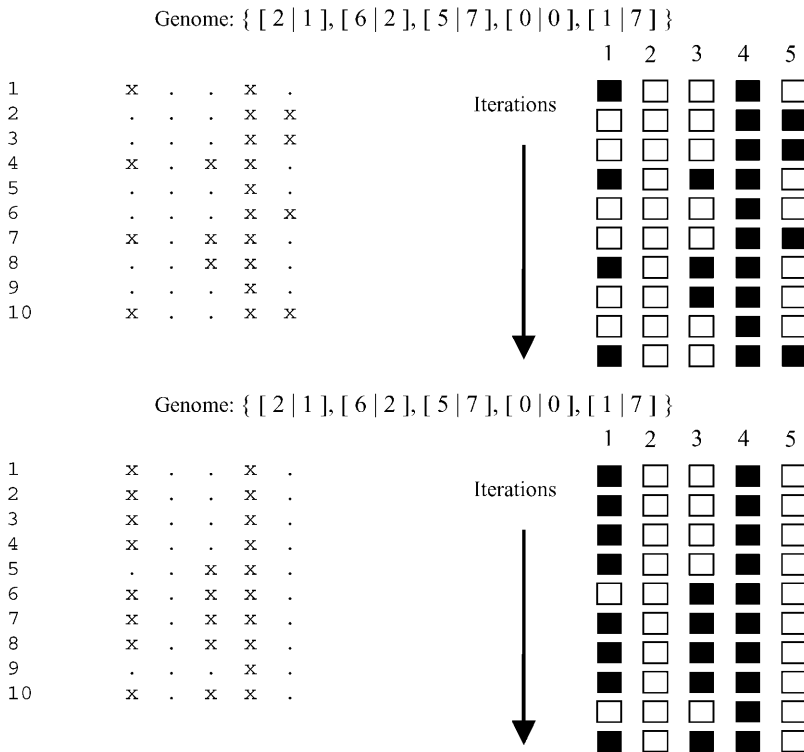 Genome: { [ 2 | 1 ], [ 6 | 2 ], [ 5 | 7 ], [ 0 | 0 ], [ 1 | 7 ] }
1 2 3 4 5
1 x . . x .
2 . . . x x
3 . . . x x
4 x . x x .
5 . . . x .
6 . . . x x
7 x . x x .
8 . . x x .
9 . . . x .
10 x . . x x
Iterations
Genome: { [ 2 | 1 ], [ 6 | 2 ], [ 5 | 7 ], [ 0 | 0 ], [ 1 | 7 ] }
1 2 3 4 5
1 x . . x .
2 x . . x .
3 x . . x .
4 x . . x .
5 . . x x .
6 x . x x .
7 x . x x .
8 x . x x .
9 . . . x .
10 x . x x .
Iterations